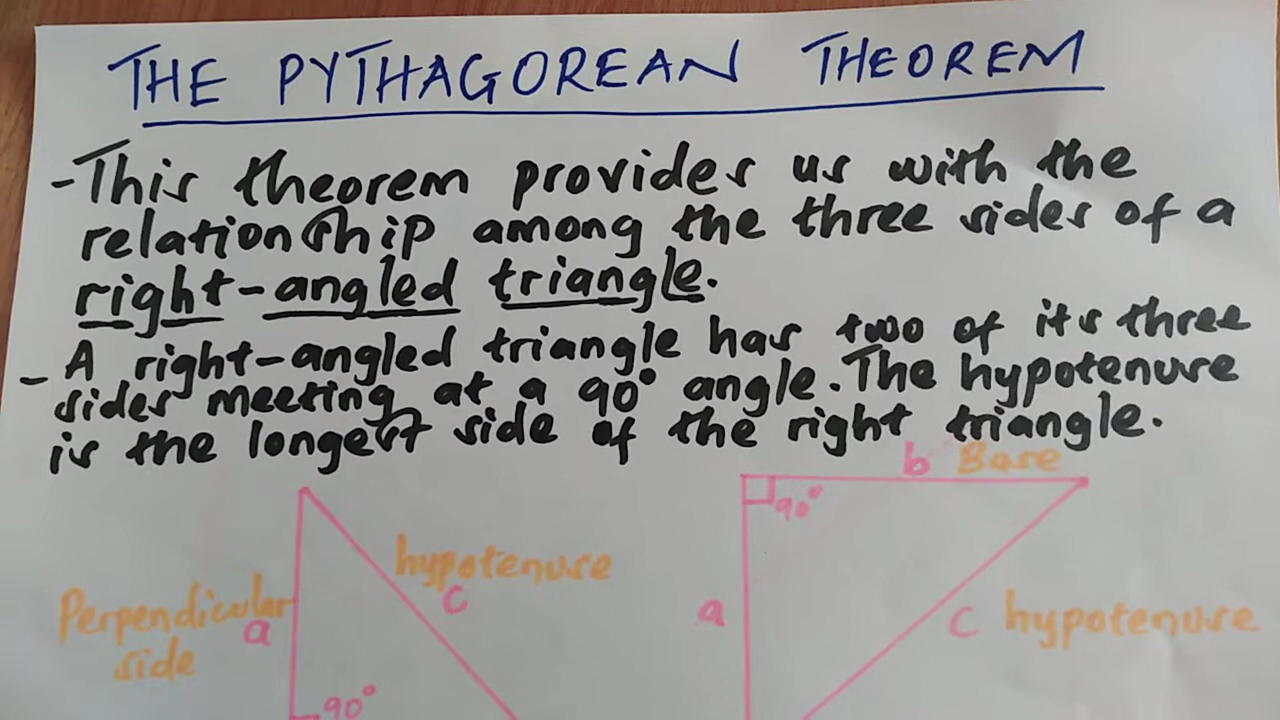 THE PYTHAGOREAN THEOREM
-This theorem provides us with the
relationship among the three sides of a
right-angled triangle.
- A right-angled triangle has two of its three
sides meeting at a 90° angle. The hypotenuse
is the longest side of the right triangle.
b Base
90°
hypotenuse
c
Perpendicular
a
side
a
c hypotenuse
90°